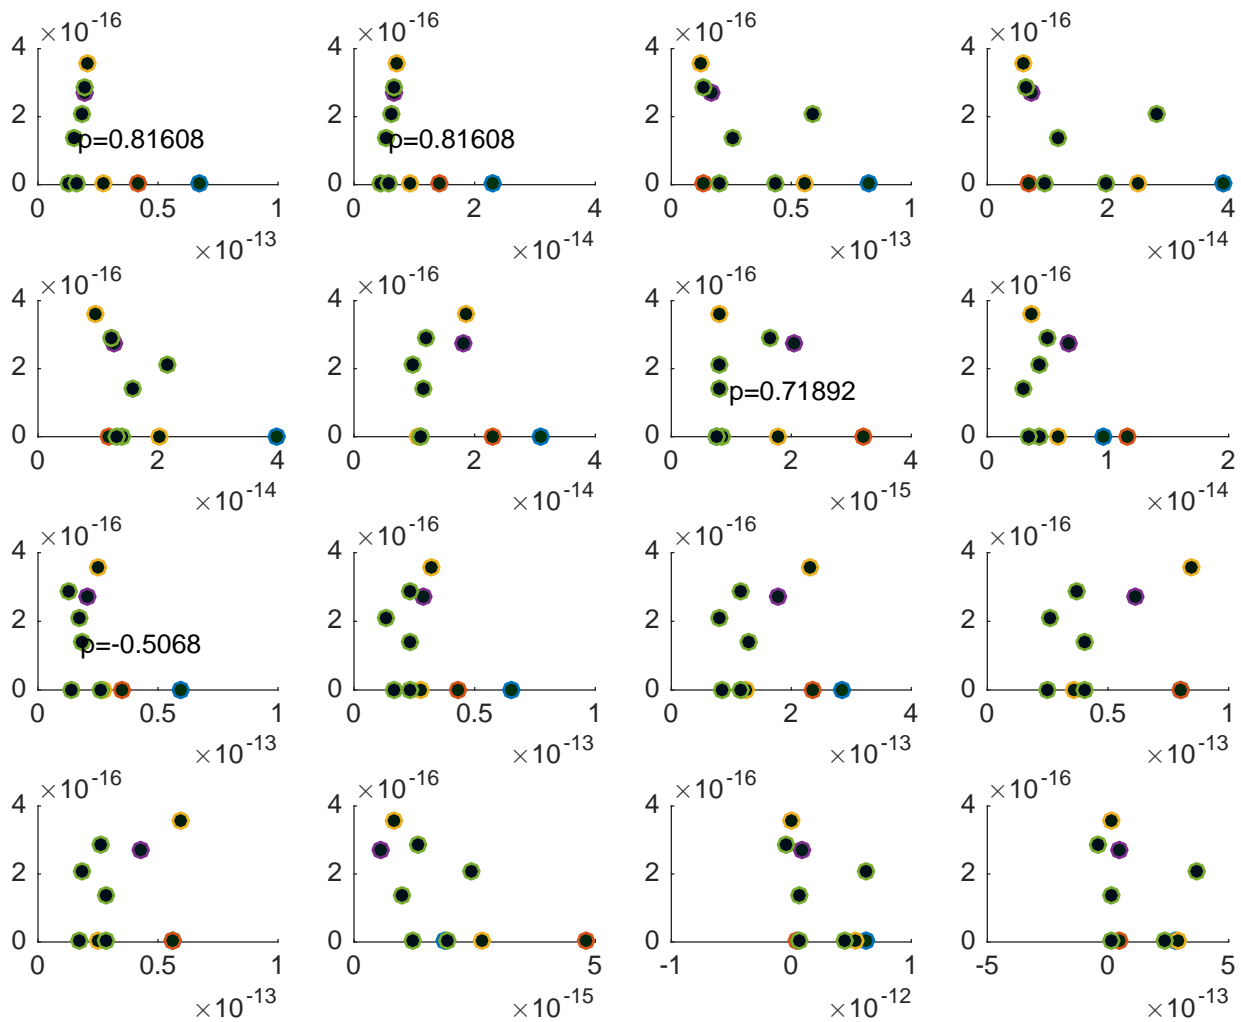 ×10-16 ×10-16 ×10-16 ×10-16
4 4 4 4
2 2 2 2
p=0.81608 p=0.81608
0 0 0 0
0 0.5 1 0 2 4 0 0.5 1 0 2 4
×10-13 ×10-14 ×10-13 ×10-14
×10-16 ×10-16 ×10-16 ×10-16
4 4 4 4
2 2 2 2
p=0.71892
0 0 0 0
0 2 4 0 2 4 0 2 4 0 1 2
×10-14 ×10-14 ×10-15 ×10-14
×10-16 ×10-16 ×10-16 ×10-16
4 4 4 4
2 2 2 2
p=-0.5068
0 0 0 0
0 0.5 1 0 0.5 1 0 2 4 0 0.5 1
×10-13 ×10-13 ×10-13 ×10-13
×10-16 ×10-16 ×10-16 ×10-16
4 4 4 4
2 2 2 2
0 0 0 0
0 0.5 1 0 5 -1 0 1 -5 0 5
×10-13 ×10-15 ×10-12 ×10-13